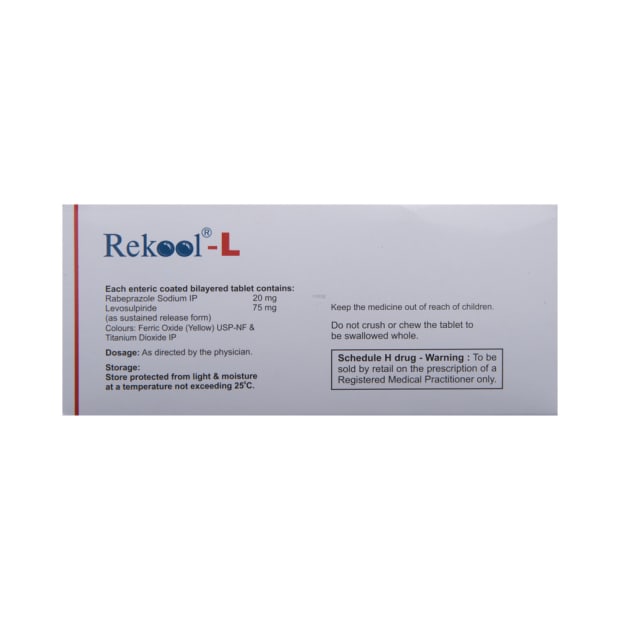 Rekool®-L
Each enteric coated bilayered tablet contains:
Rabeprazole Sodium IP 20 mg
Levosulpiride 75 mg
(as sustained release form)
Colours: Ferric Oxide (Yellow) USP-NF &
Titanium Dioxide IP
Dosage: As directed by the physician.
Storage:
Store protected from light & moisture
at a temperature not exceeding 25°C.
Keep the medicine out of reach of children.
Do not crush or chew the tablet to
be swallowed whole.
Schedule H drug - Warning : To be
sold by retail on the prescription of a
Registered Medical Practitioner only.